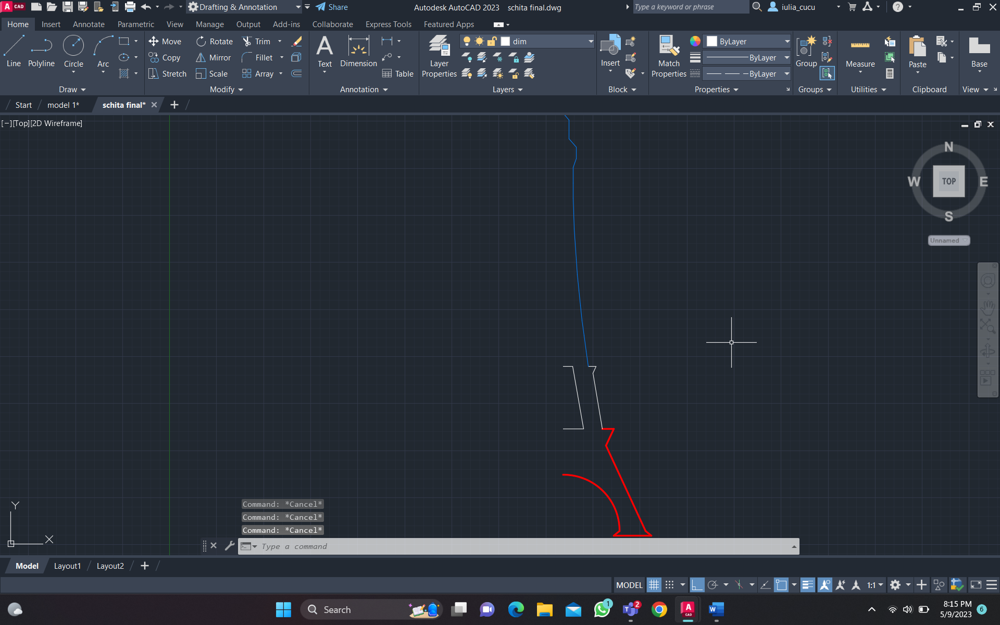 A CAD
Drafting & Annotation
Share
Autodesk AutoCAD 2023 schita final.dwg
Type a keyword or phrase
iulia_cucu
Home Insert Annotate Parametric View Manage Output Add-ins Collaborate Express Tools Featured Apps
Line
Polyline
Circle
Arc
Move
Rotate
Trim
Copy
Mirror
Fillet
Stretch
Scale
Array
Text
Dimension
Table
Layer
Properties
dim
Insert
Match
Properties
ByLayer
ByLayer
ByLayer
Group
Measure
Paste
Base
Draw
Modify
Annotation
Layers
Block
Properties
Groups
Utilities
Clipboard
View
Start
model 1*
schita final*
[−][Top][2D Wireframe]
N
W
TOP
E
S
Unnamed
Y
X
Command: *Cancel*
Command: *Cancel*
Command: *Cancel*
Type a command
Model
Layout1
Layout2
MODEL
1:1
Search
1
2
A CAD
W
8:15 PM
5/9/2023
6